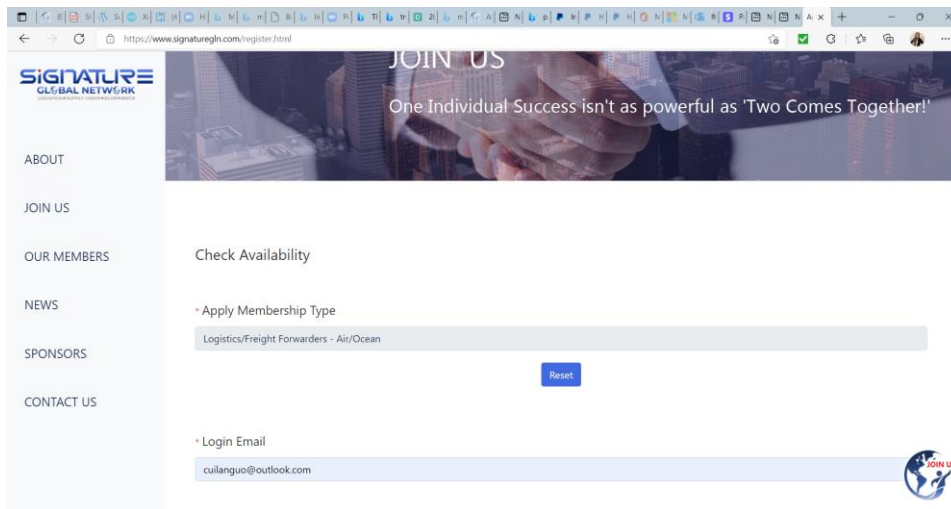 https://www.signaturegln.com/register.html
SIGNATURE
GLOBAL NETWORK
JOIN US
One Individual Success isn't as powerful as 'Two Comes Together!'
ABOUT
JOIN US
OUR MEMBERS
NEWS
SPONSORS
CONTACT US
Check Availability
* Apply Membership Type
Logistics/Freight Forwarders - Air/Ocean
Reset
* Login Email
cuilanguo@outlook.com
JOIN U